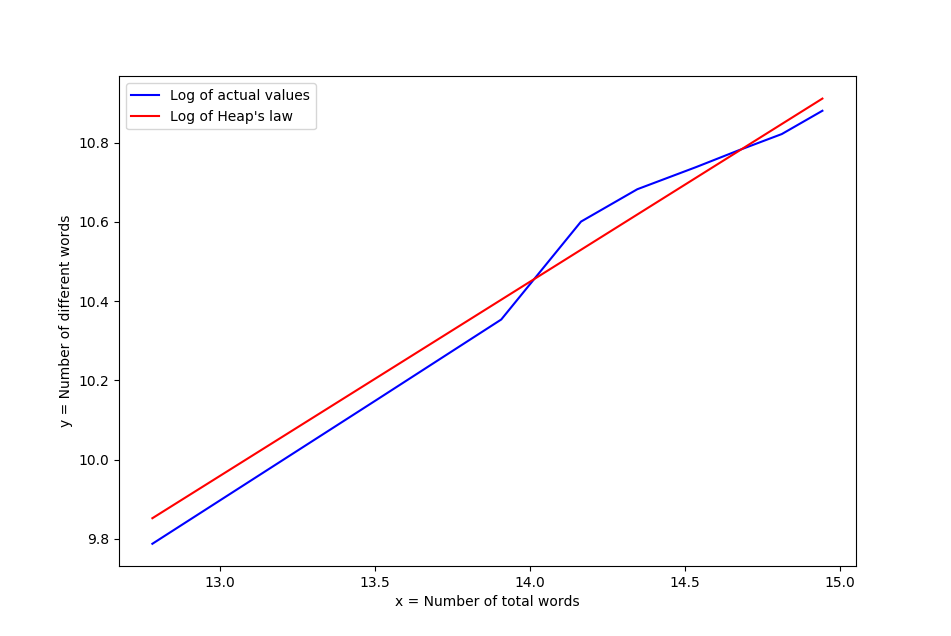 Log of actual values
Log of Heap's law
10.8
10.6
10.4
10.2
10.0
9.8
y = Number of different words
13.0 13.5 14.0 14.5 15.0
x = Number of total words